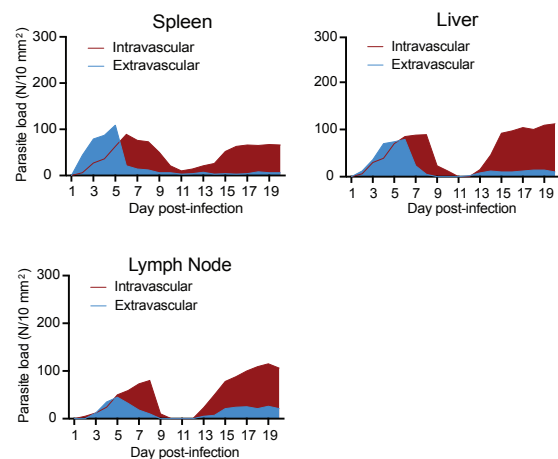 Spleen
Parasite load (N/10 mm²)
300
200
100
0
Intravascular
Extravascular
1 3 5 7 9 11 13 15 17 19
Day post-infection
Liver
300
200
100
0
Intravascular
Extravascular
1 3 5 7 9 11 13 15 17 19
Day post-infection
Lymph Node
Parasite load (N/10 mm²)
300
200
100
0
Intravascular
Extravascular
1 3 5 7 9 11 13 15 17 19
Day post-infection